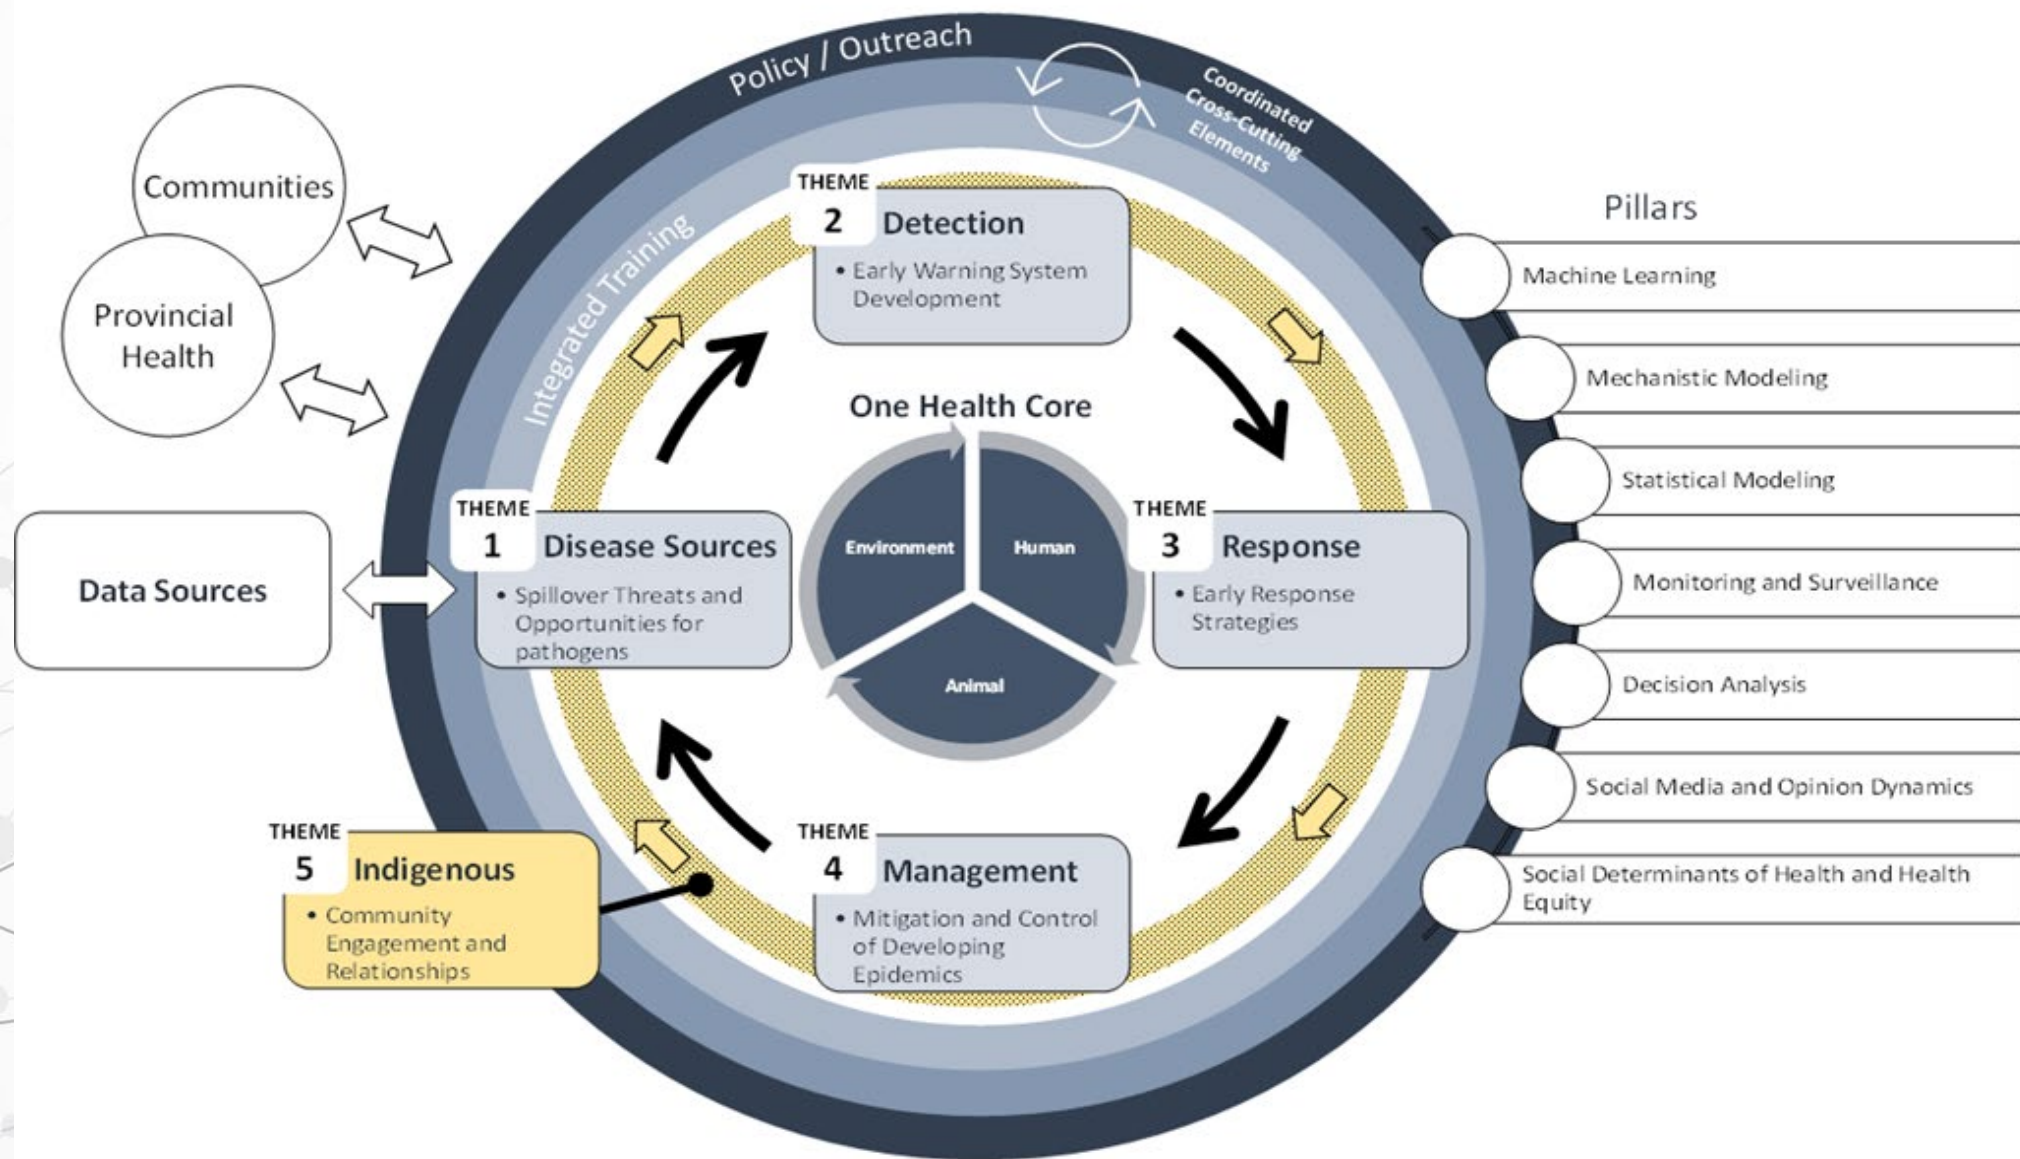 Policy / Outreach
Coordinated
Cross-Cutting
Elements
Integrated Training
Communities
Provincial
Health
Data Sources
THEME
1
Disease Sources
• Spillover Threats and
Opportunities for
pathogens
THEME
2
Detection
• Early Warning System
Development
THEME
3
Response
• Early Response
Strategies
THEME
4
Management
• Mitigation and Control
of Developing
Epidemics
THEME
5
Indigenous
• Community
Engagement and
Relationships
One Health Core
Environment
Human
Animal
Pillars
Machine Learning
Mechanistic Modeling
Statistical Modeling
Monitoring and Surveillance
Decision Analysis
Social Media and Opinion Dynamics
Social Determinants of Health and Health
Equity